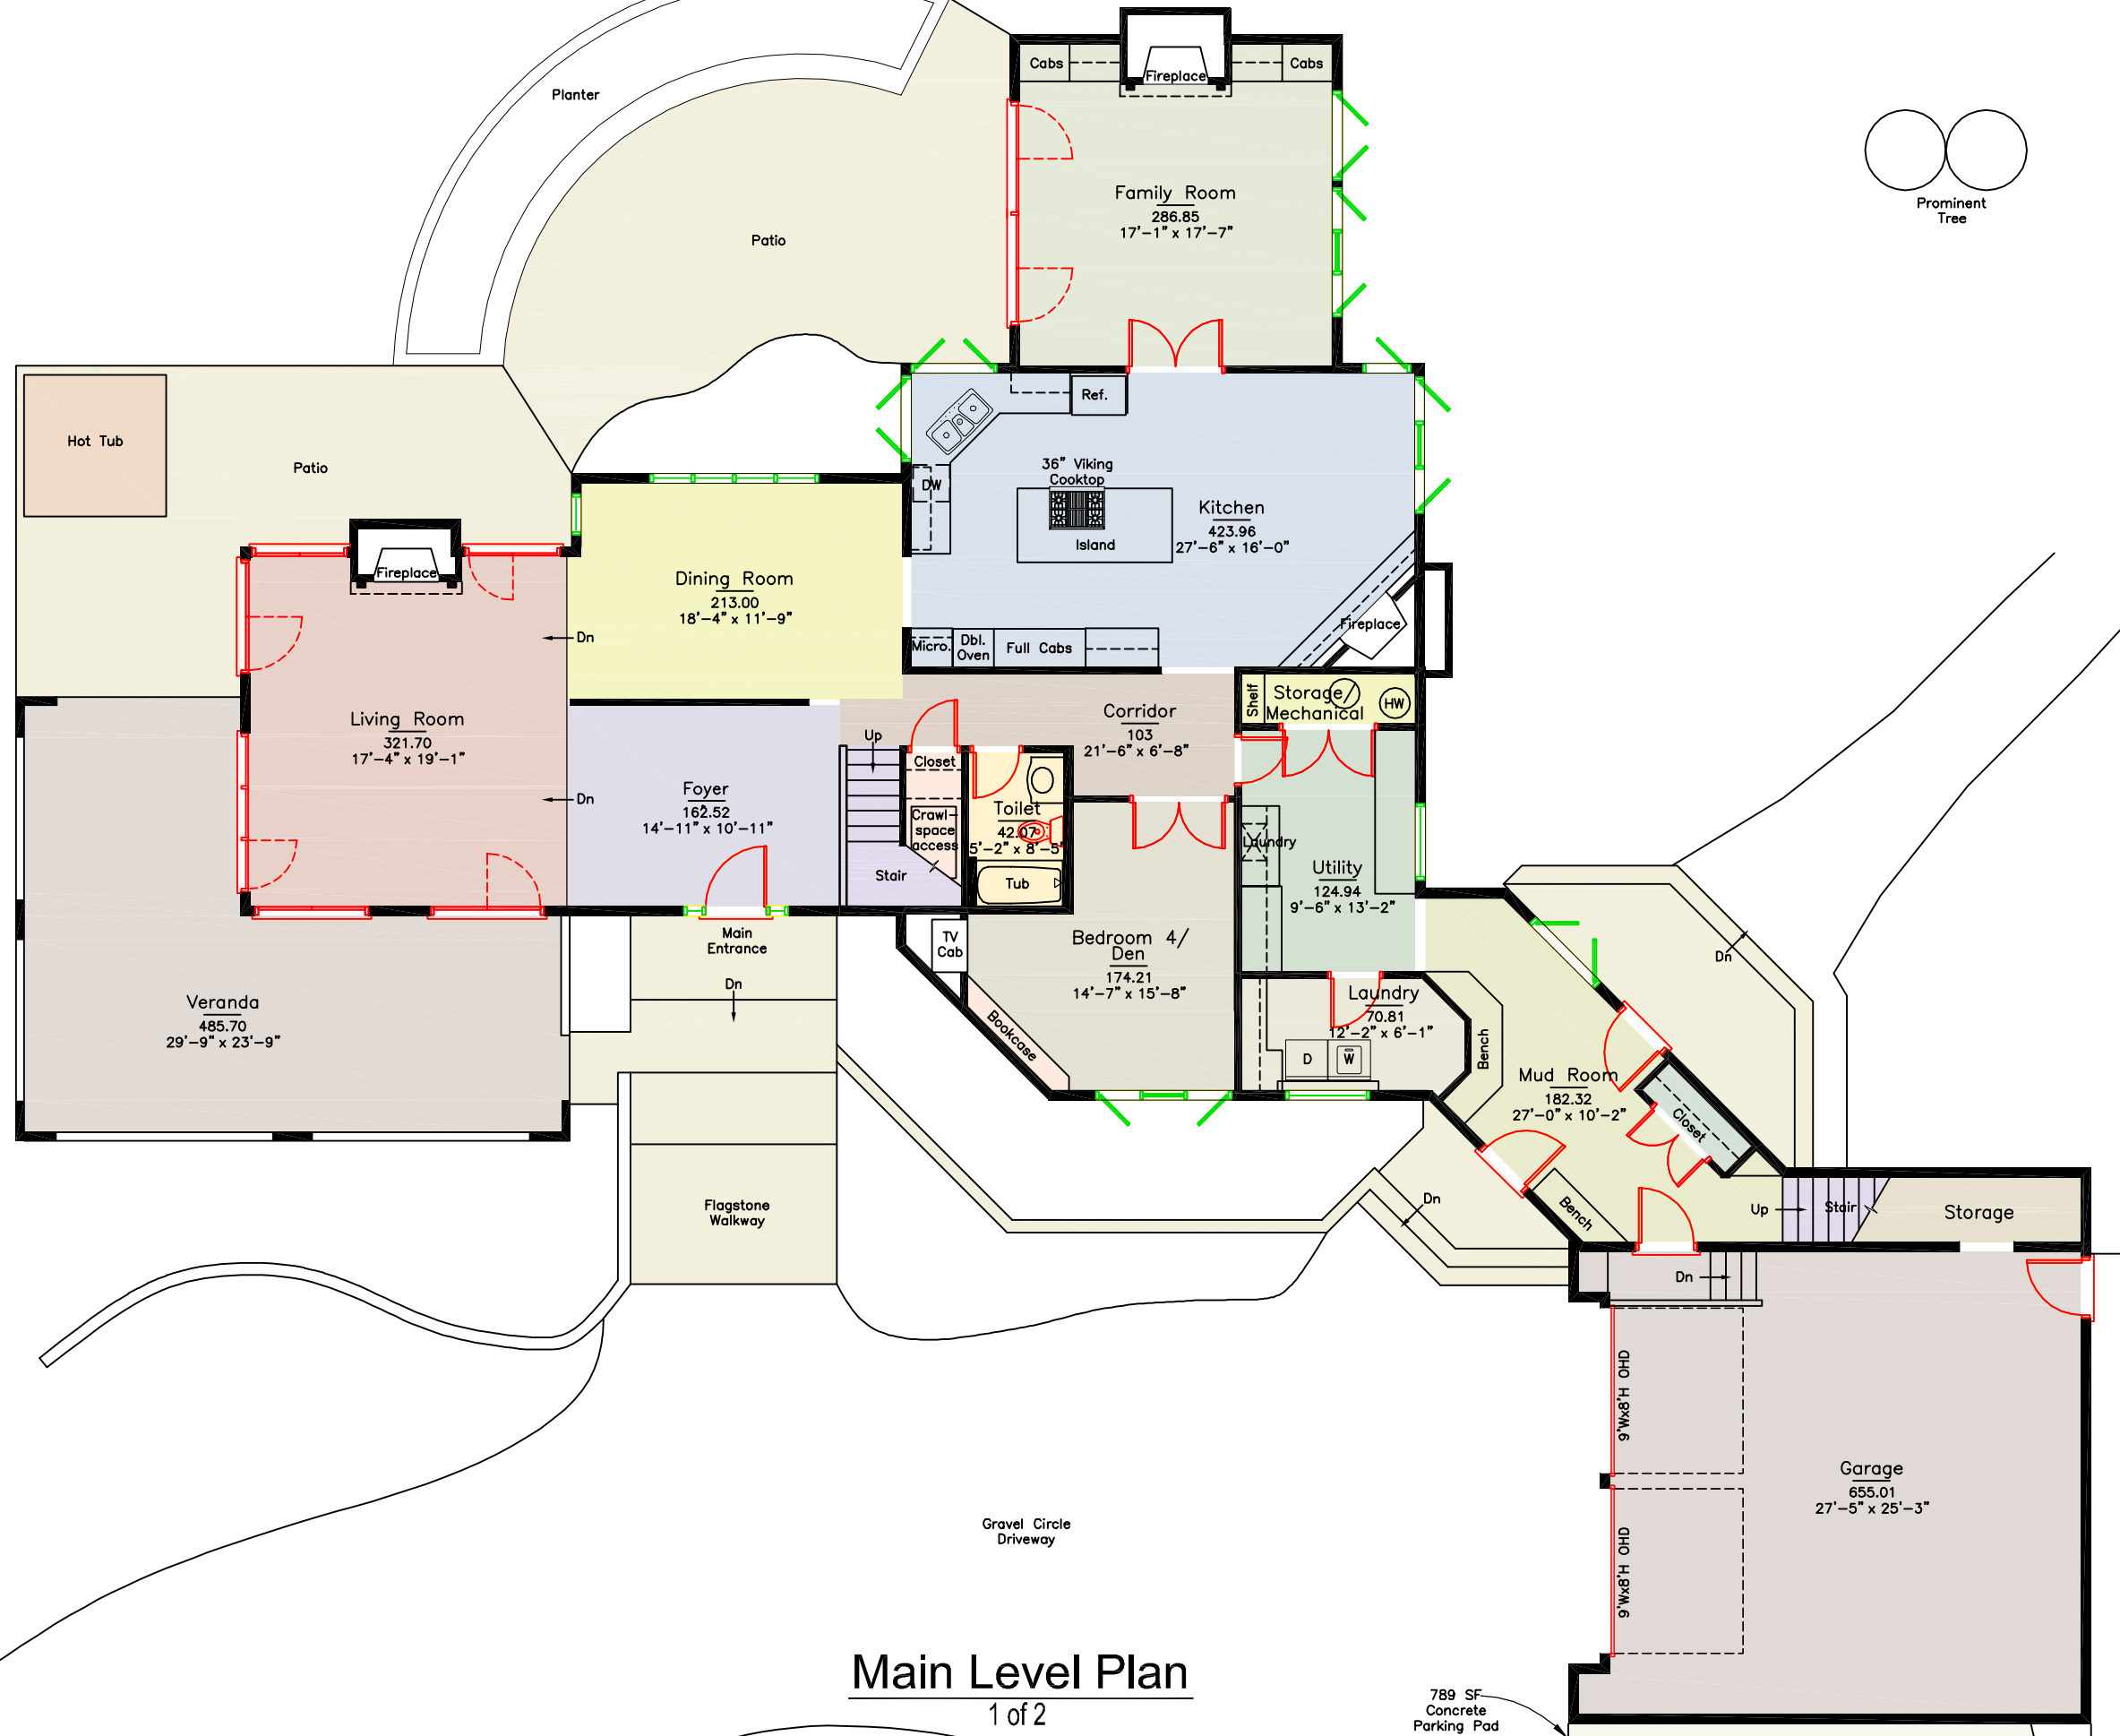 Cabs
Fireplace
Cabs
Planter
Family Room
286.85
17'-1" x 17'-7"
Prominent
Tree
Patio
Hot Tub
Patio
Ref.
36" Viking
Cooktop
DW
Kitchen
423.96
27'-6" x 16'-0"
Island
Fireplace
Dining Room
213.00
18'-4" x 11'-9"
Dn
Micro.
Dbl.
Oven
Full Cabs
Fireplace
Living Room
321.70
17'-4" x 19'-1"
Corridor
103
21'-6" x 6'-8"
Shelf
Storage/
Mechanical
HW
Up
Closet
Dn
Foyer
162.52
14'-11" x 10'-11"
Crawl-
space
access
Toilet
42.07
5'-2" x 8'-5"
Laundry
Stair
Tub
Utility
124.94
9'-6" x 13'-2"
Main
Entrance
TV
Cab
Bedroom 4/
Den
174.21
14'-7" x 15'-8"
Dn
Dn
Veranda
485.70
29'-9" x 23'-9"
Laundry
70.81
12'-2" x 6'-1"
Bookcase
D
W
Bench
Mud Room
182.32
27'-0" x 10'-2"
Closet
Flagstone
Walkway
Dn
Bench
Up
Stair
Storage
Dn
9'Wx8'H OHD
Garage
655.01
27'-5" x 25'-3"
Gravel Circle
Driveway
9'Wx8'H OHD
Main Level Plan
1 of 2
789 SF
Concrete
Parking Pad